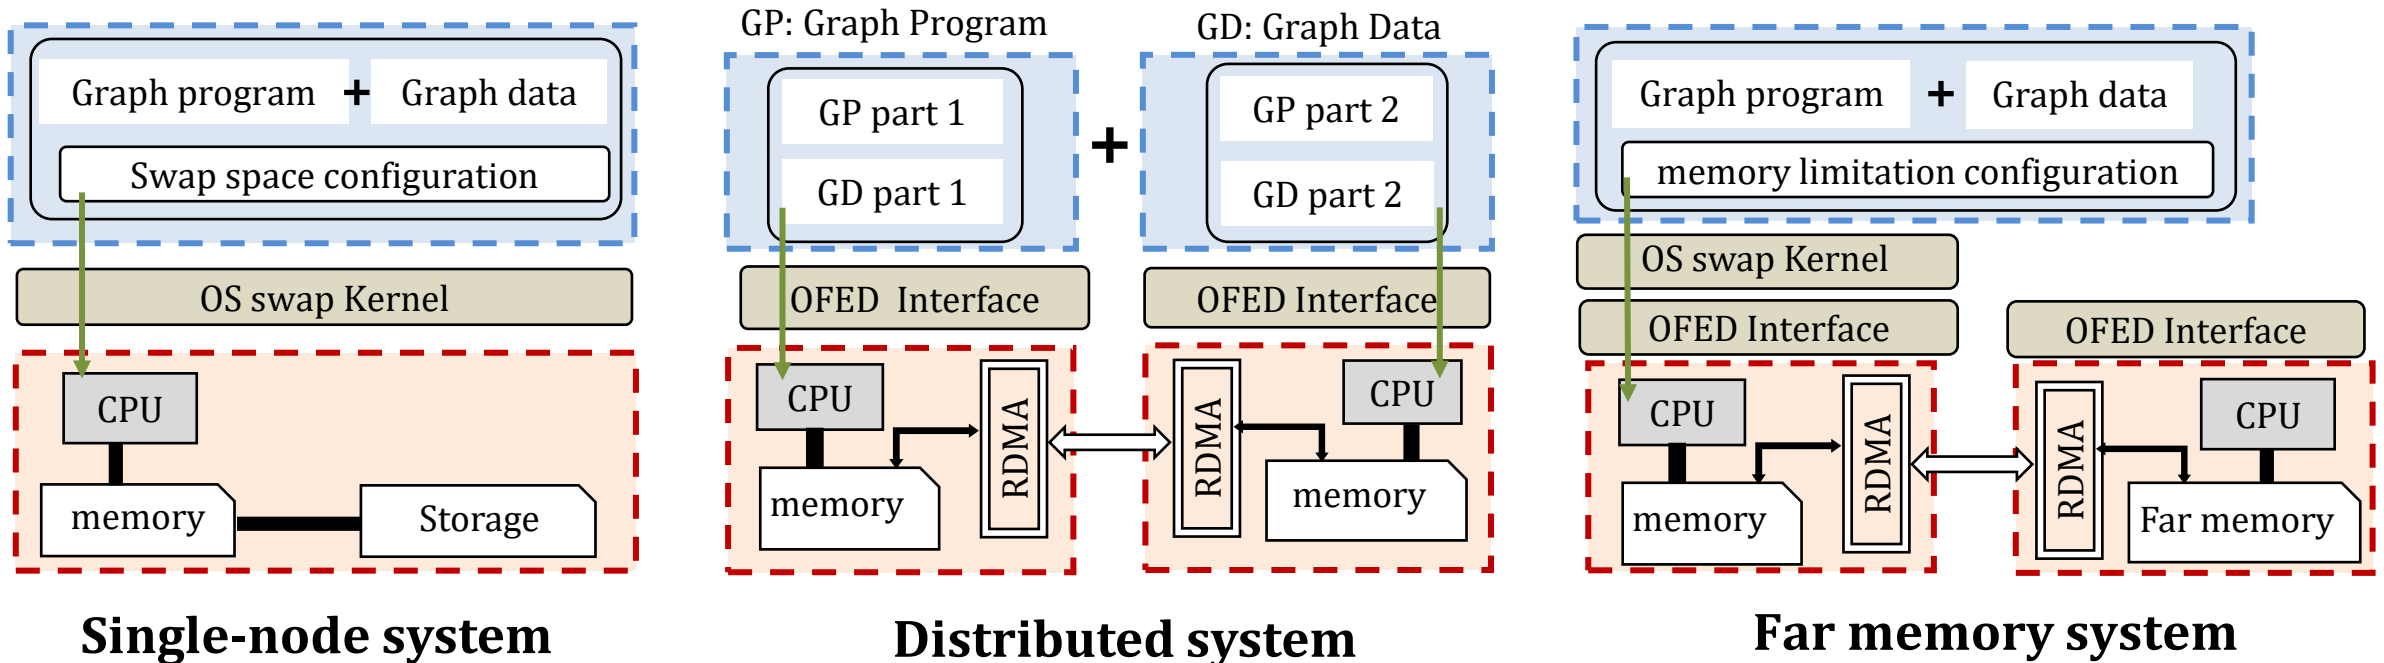 Graph program + Graph data
Swap space configuration
OS swap Kernel
CPU
memory
Storage
Single-node system
GP: Graph Program
GD: Graph Data
GP part 1
GD part 1
+
GP part 2
GD part 2
OFED Interface
OFED Interface
CPU
memory
RDMA
RDMA
CPU
memory
Distributed system
Graph program + Graph data
memory limitation configuration
OS swap Kernel
OFED Interface
OFED Interface
CPU
memory
RDMA
RDMA
CPU
Far memory
Far memory system